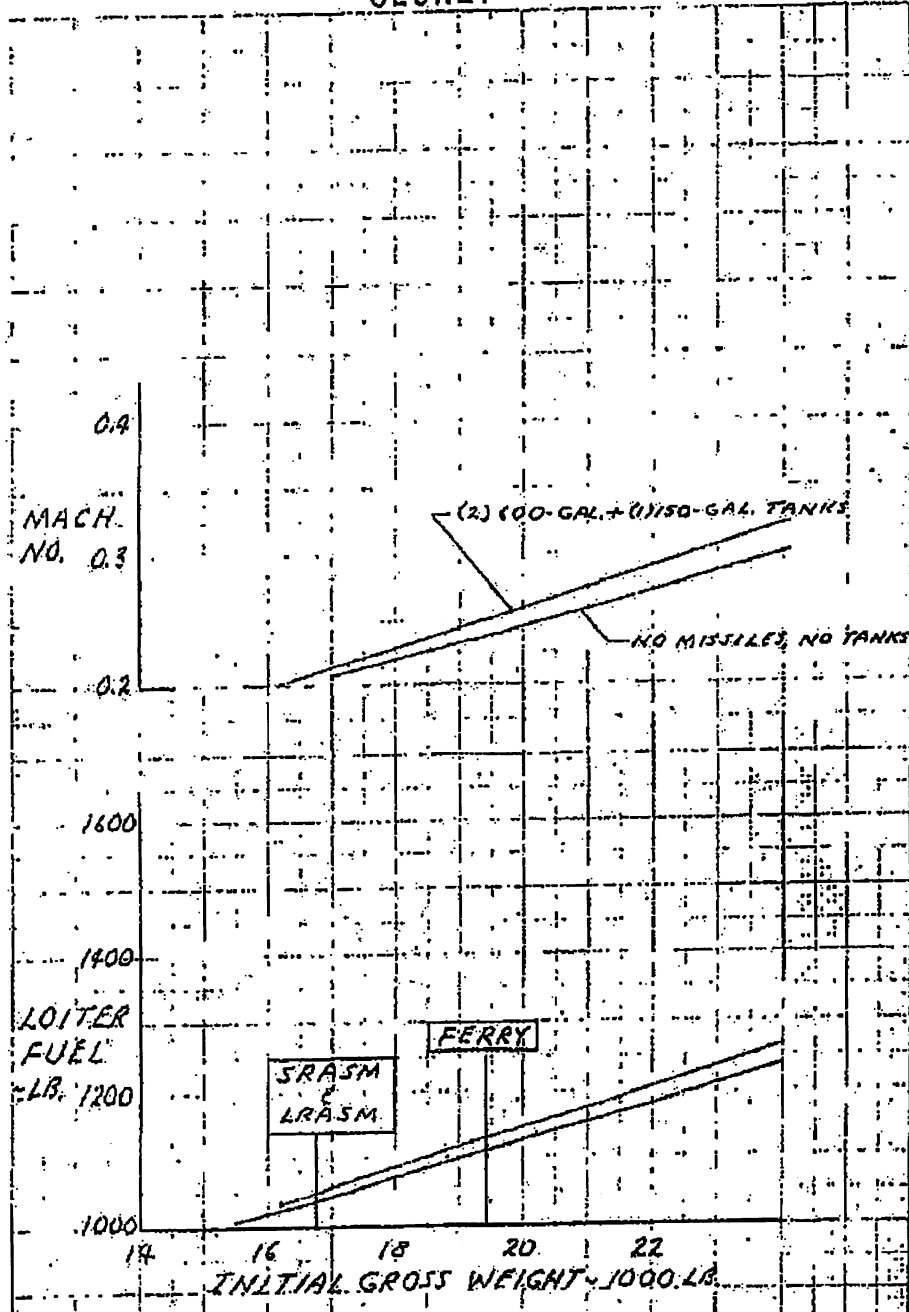 0.4
(2) 600-GAL. + (1) 150-GAL. TANKS
MACH.
NO. 0.3
NO MISSILES, NO TANKS
0.2
1600
1400
LOITER
FUEL
~LB. 1200
FERRY
SRASM
&
LRASM
1000
14 16 18 20 22
INITIAL GROSS WEIGHT ~ 1000 LB.